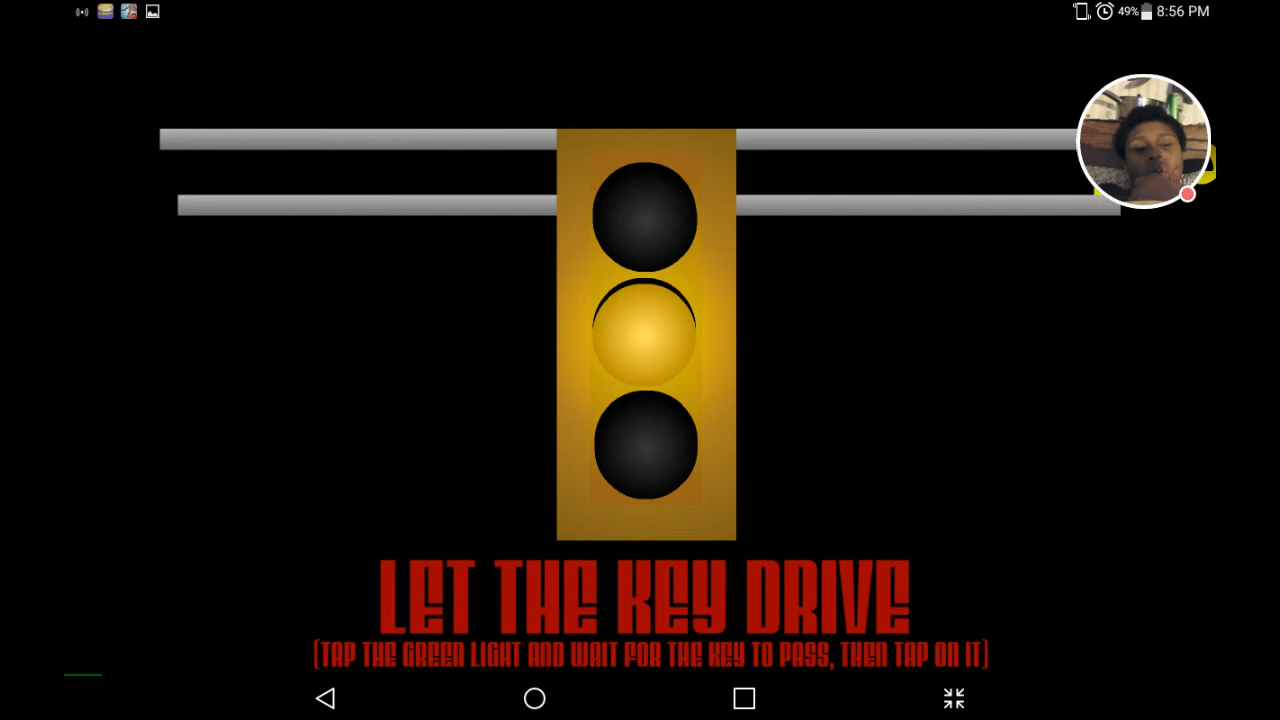 49% 8:56 PM
LET THE KEY DRIVE
(TAP THE GREEN LIGHT AND WAIT FOR THE KEY TO PASS, THEN TAP ON IT)